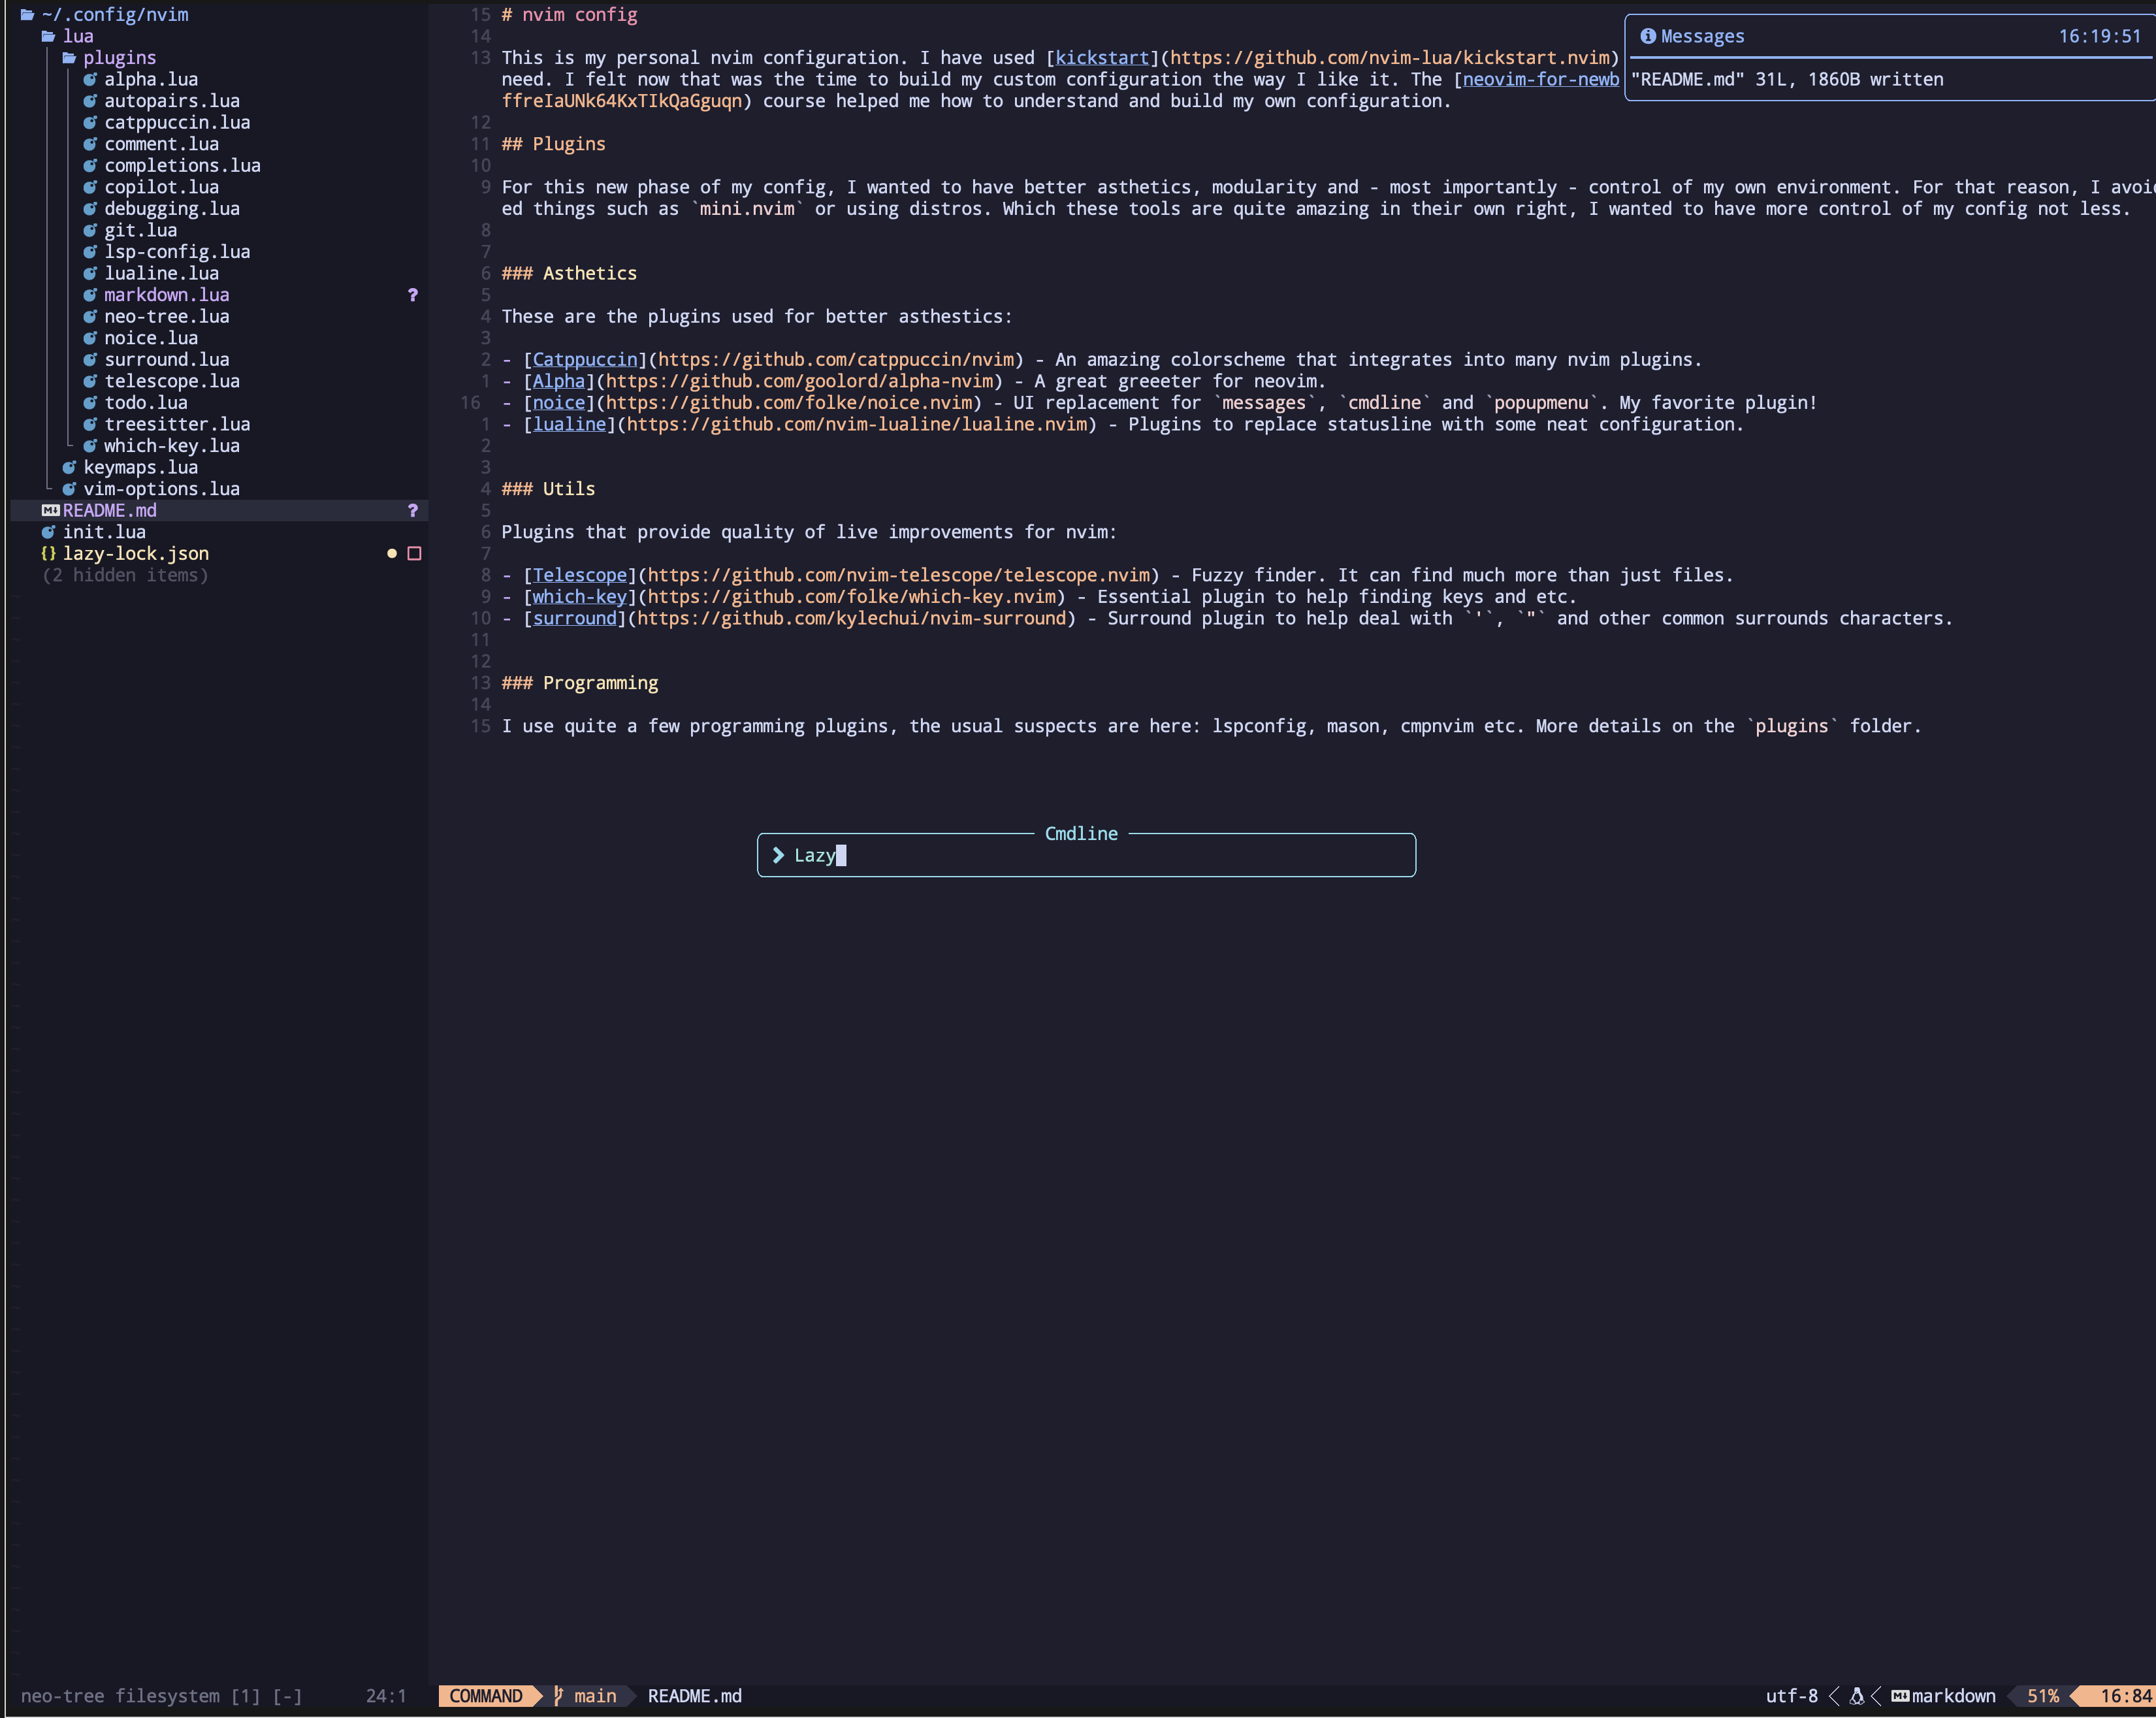 ~/.config/nvim
lua
plugins
alpha.lua
autopairs.lua
catppuccin.lua
comment.lua
completions.lua
copilot.lua
debugging.lua
git.lua
lsp-config.lua
lualine.lua
markdown.lua ?
neo-tree.lua
noice.lua
surround.lua
telescope.lua
todo.lua
treesitter.lua
which-key.lua
keymaps.lua
vim-options.lua
README.md ?
init.lua
{} lazy-lock.json
(2 hidden items)
15 # nvim config
14
13 This is my personal nvim configuration. I have used [kickstart](https://github.com/nvim-lua/kickstart.nvim)
need. I felt now that was the time to build my custom configuration the way I like it. The [neovim-for-newb
ffreIaUNk64KxTIkQaGguqn) course helped me how to understand and build my own configuration.
12
11 ## Plugins
10
9 For this new phase of my config, I wanted to have better asthetics, modularity and - most importantly - control of my own environment. For that reason, I avoi
ed things such as `mini.nvim` or using distros. Which these tools are quite amazing in their own right, I wanted to have more control of my config not less.
8
7
6 ### Asthetics
5
4 These are the plugins used for better asthestics:
3
2 - [Catppuccin](https://github.com/catppuccin/nvim) - An amazing colorscheme that integrates into many nvim plugins.
1 - [Alpha](https://github.com/goolord/alpha-nvim) - A great greeeter for neovim.
16 - [noice](https://github.com/folke/noice.nvim) - UI replacement for `messages`, `cmdline` and `popupmenu`. My favorite plugin!
1 - [lualine](https://github.com/nvim-lualine/lualine.nvim) - Plugins to replace statusline with some neat configuration.
2
3
4 ### Utils
5
6 Plugins that provide quality of live improvements for nvim:
7
8 - [Telescope](https://github.com/nvim-telescope/telescope.nvim) - Fuzzy finder. It can find much more than just files.
9 - [which-key](https://github.com/folke/which-key.nvim) - Essential plugin to help finding keys and etc.
10 - [surround](https://github.com/kylechui/nvim-surround) - Surround plugin to help deal with `'`, `"` and other common surrounds characters.
11
12
13 ### Programming
14
15 I use quite a few programming plugins, the usual suspects are here: lspconfig, mason, cmpnvim etc. More details on the `plugins` folder.
Messages 16:19:51
"README.md" 31L, 1860B written
Cmdline
Lazy
neo-tree filesystem [1] [-] 24:1
COMMAND main README.md utf-8 markdown 51% 16:84